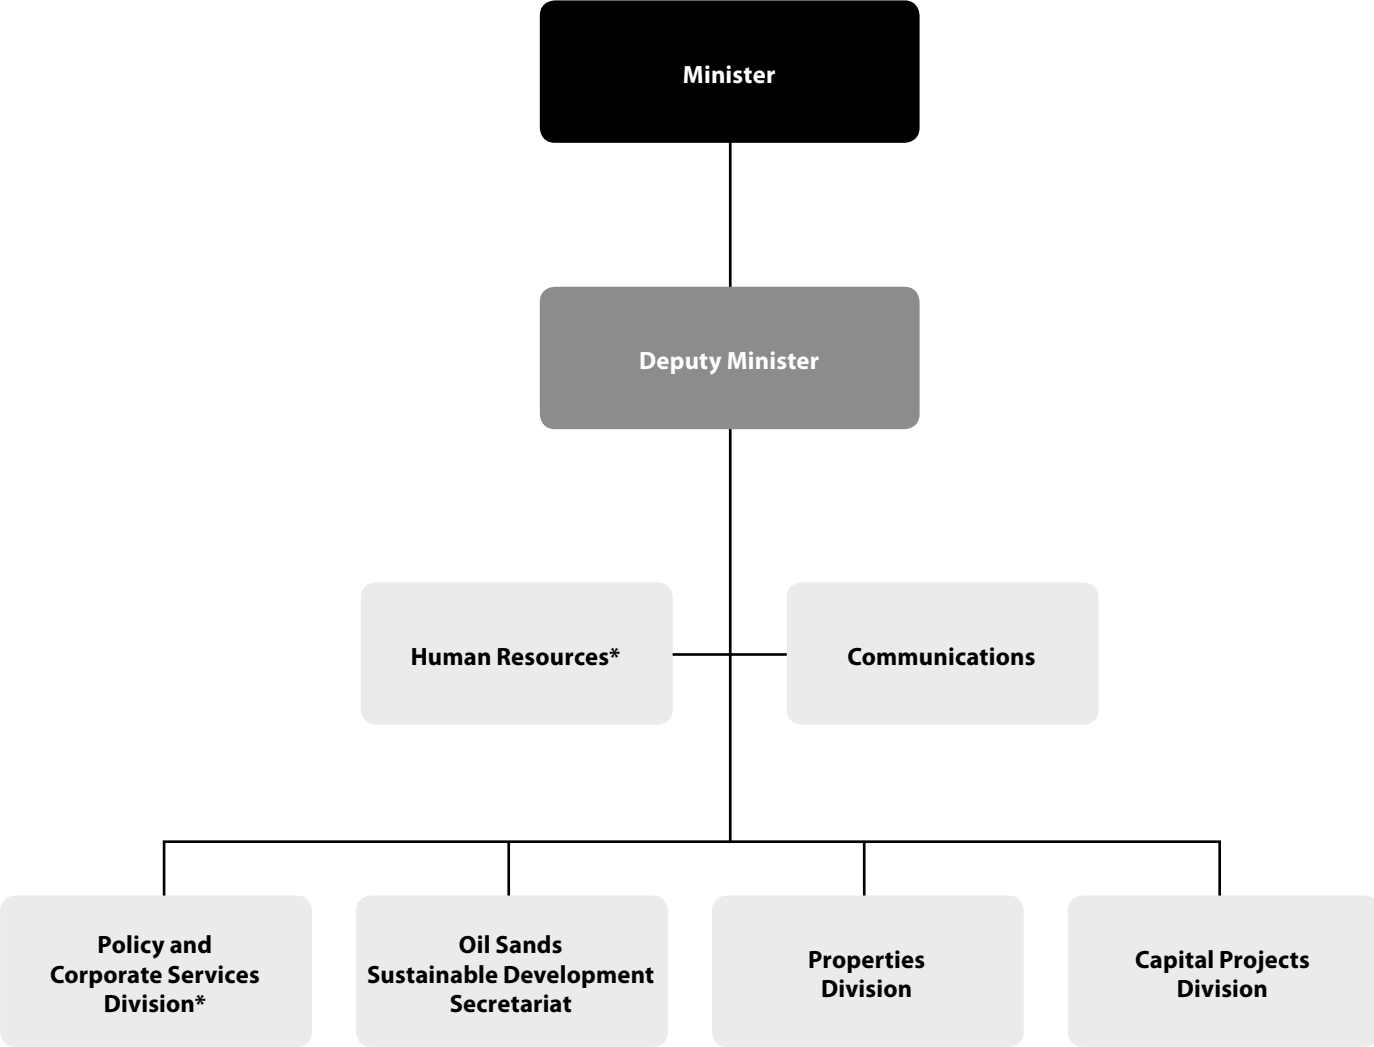 Minister
Deputy Minister
Human Resources*
Communications
Policy and
Corporate Services
Division*
Oil Sands
Sustainable Development
Secretariat
Properties
Division
Capital Projects
Division